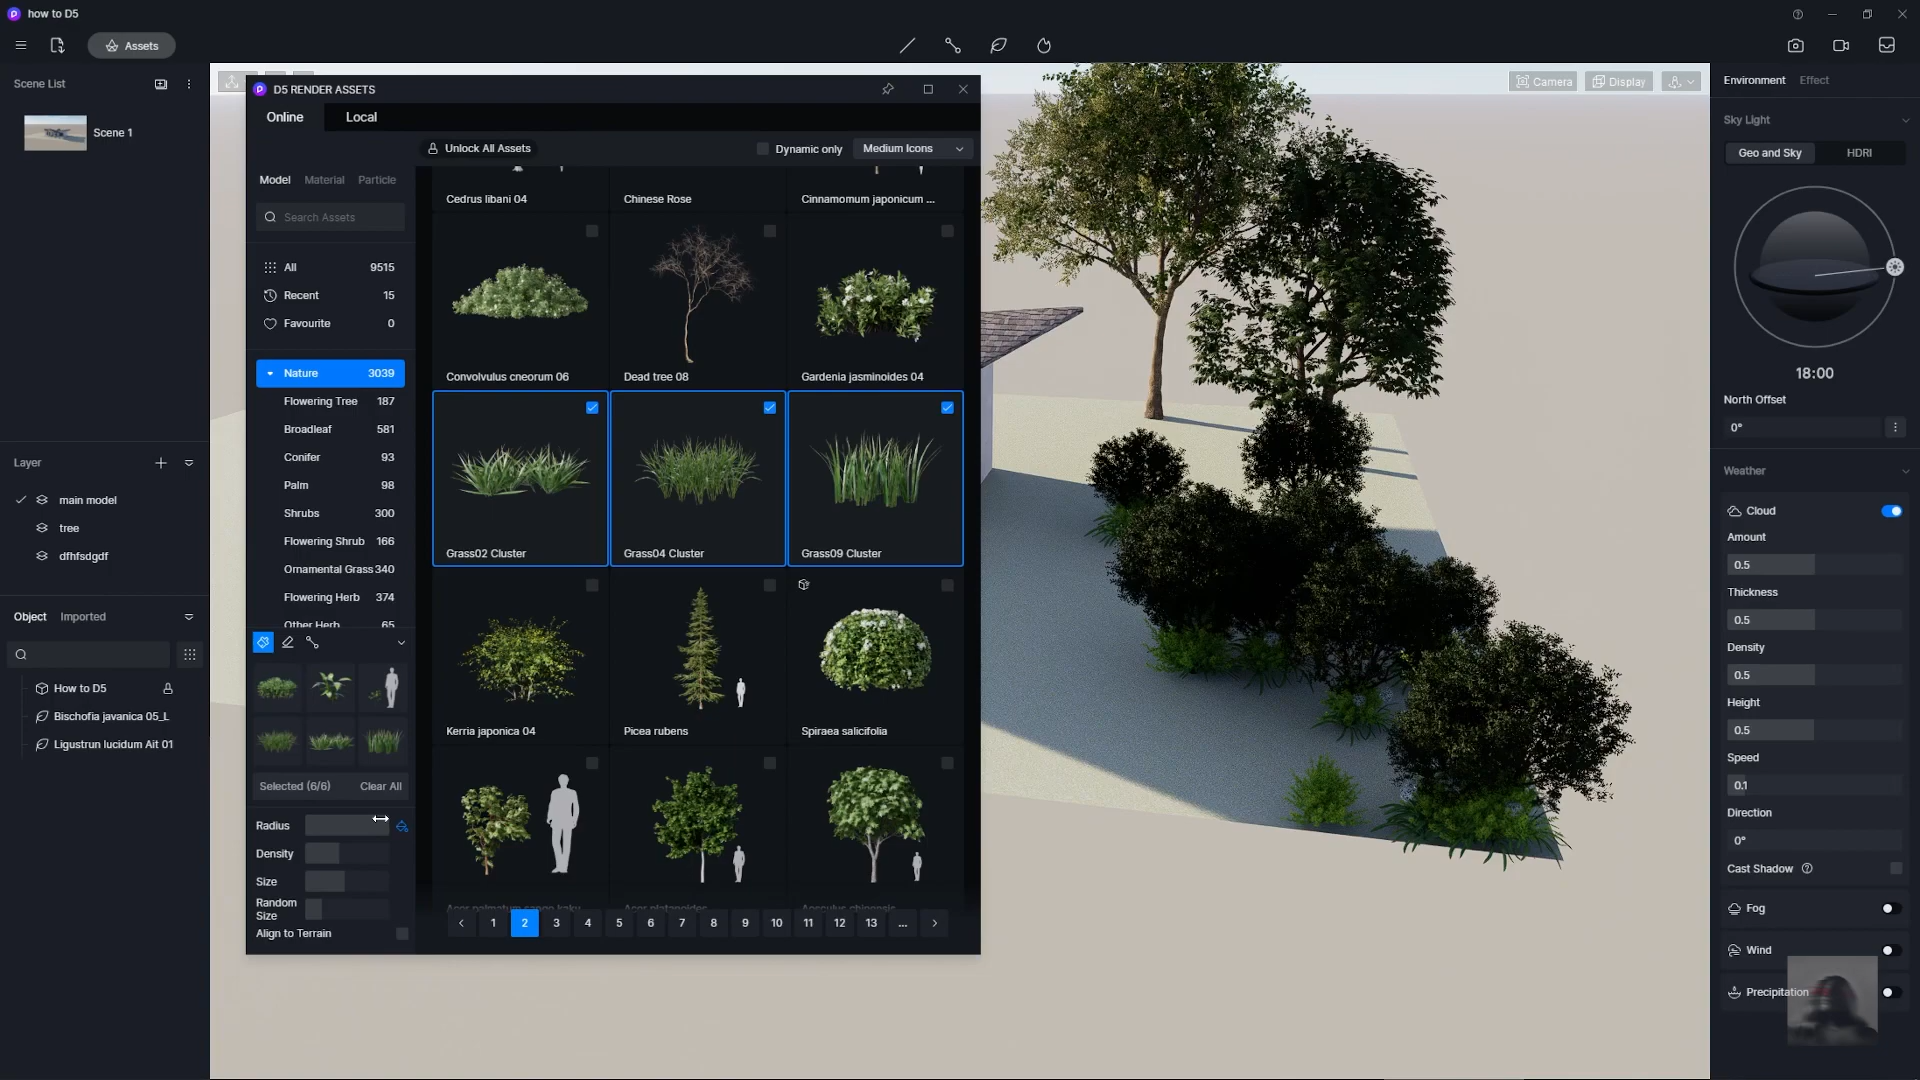 how to D5
Assets
Scene List
Scene 1
Layer
main model
tree
dfhfsdgdf
Object
Imported
How to D5
Bischofia javanica 05_L
Ligustrun lucidum Ait 01
D5 RENDER ASSETS
Online
Local
Unlock All Assets
Dynamic only
Medium Icons
Model
Material
Particle
Search Assets
All 9515
Recent 15
Favourite 0
Nature 3039
Flowering Tree 187
Broadleaf 581
Conifer 93
Palm 98
Shrubs 300
Flowering Shrub 166
Ornamental Grass 340
Flowering Herb 374
Other Herb 65
Selected (6/6)
Clear All
Radius
Density
Size
Random
Size
Align to Terrain
Cedrus libani 04
Chinese Rose
Cinnamomum japonicum ...
Convolvulus cneorum 06
Dead tree 08
Gardenia jasminoides 04
Grass02 Cluster
Grass04 Cluster
Grass09 Cluster
Kerria japonica 04
Picea rubens
Spiraea salicifolia
Acer palmatum sango kaku
Acer platanoides
Aesculus chinensis
1 2 3 4 5 6 7 8 9 10 11 12 13 ...
Camera
Display
Environment
Effect
Sky Light
Geo and Sky
HDRI
18:00
North Offset
0°
Weather
Cloud
Amount
0.5
Thickness
0.5
Density
0.5
Height
0.5
Speed
0.1
Direction
0°
Cast Shadow
Fog
Wind
Precipitation